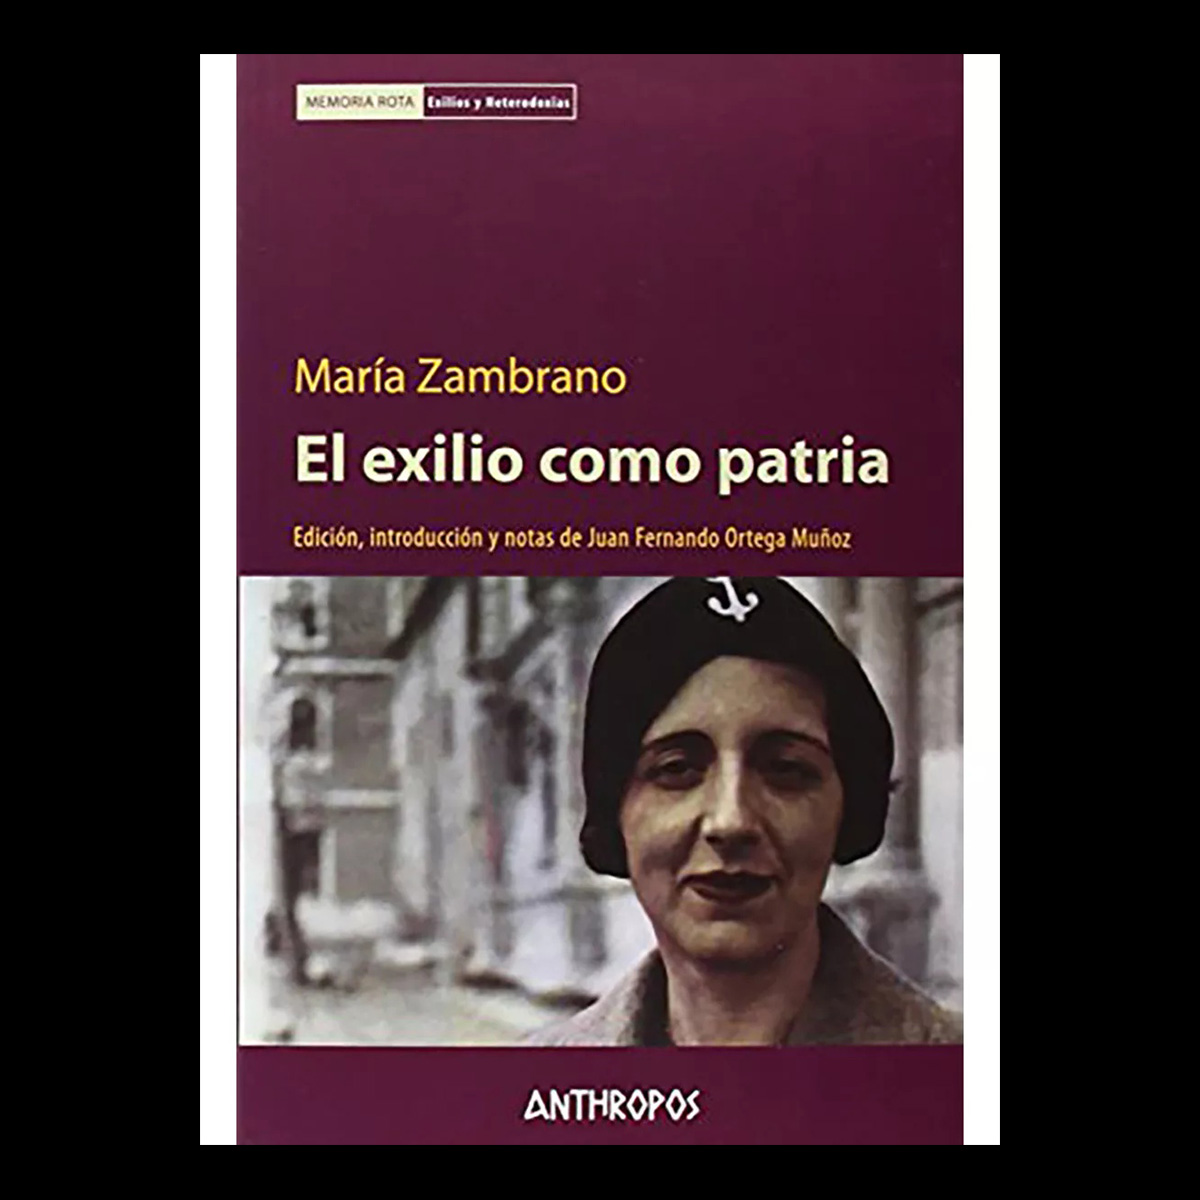 MEMORIA ROTA Exilios y Heterodoxias
María Zambrano
El exilio como patria
Edición, introducción y notas de Juan Fernando Ortega Muñoz
ANTHROPOS